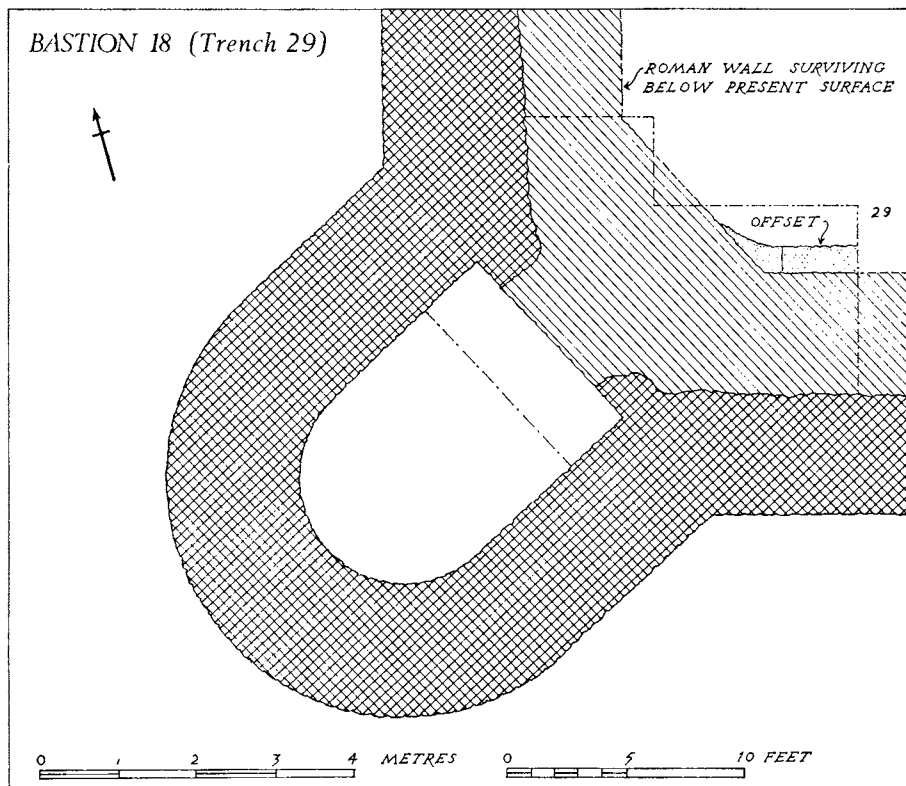 BASTION 18 (Trench 29)
ROMAN WALL SURVIVING
BELOW PRESENT SURFACE
29
OFFSET
0 1 2 3 4 METRES
0 5 10 FEET